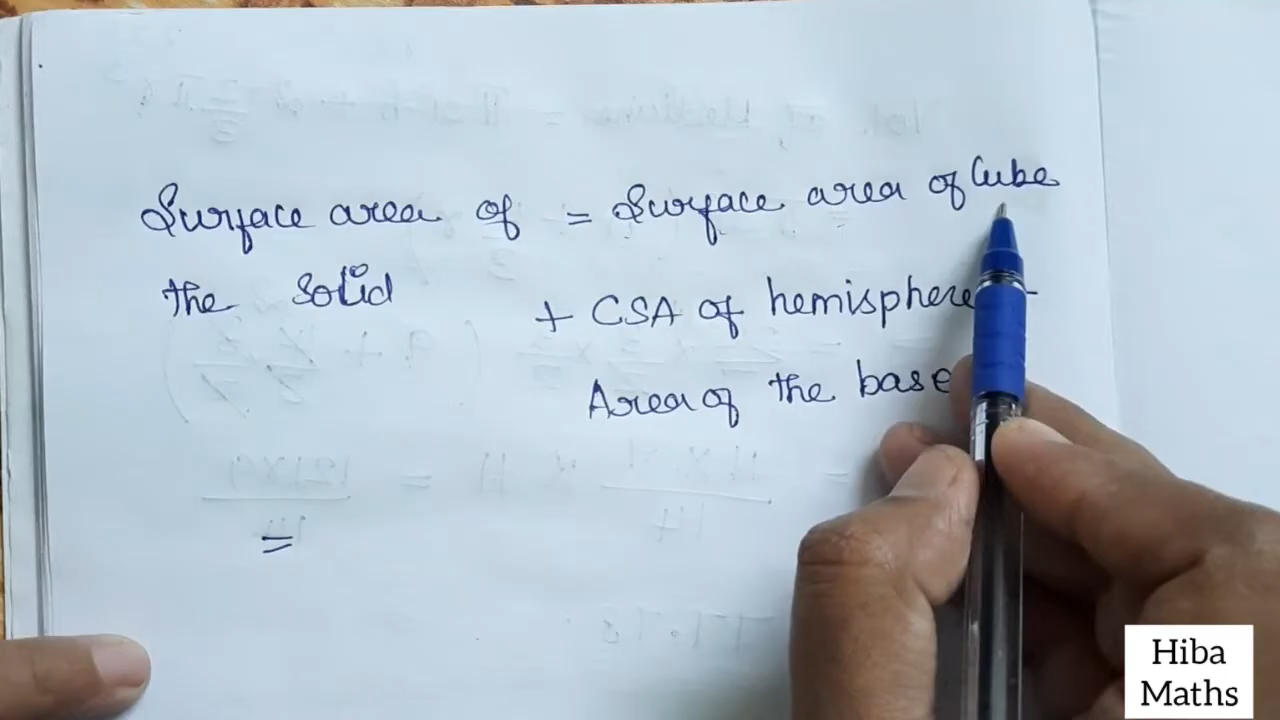 Surface area of = Surface area of Cube
the solid + CSA of hemisphere -
Area of the base
=
Hiba
Maths